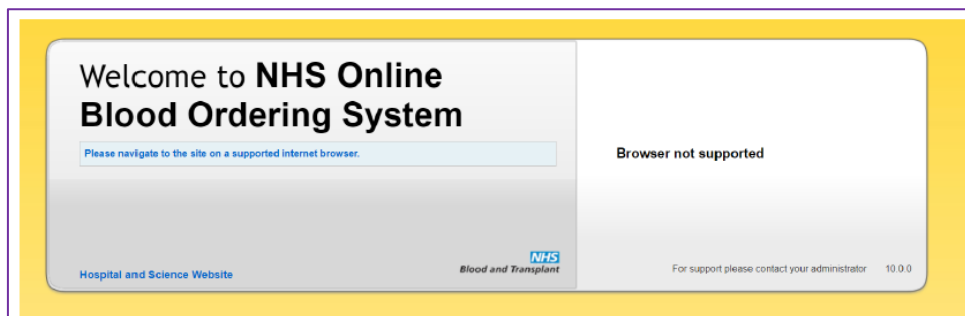 Welcome to NHS Online
Blood Ordering System
Please navigate to the site on a supported internet browser.
Browser not supported
Hospital and Science Website
NHS
Blood and Transplant
For support please contact your administrator 10.0.0